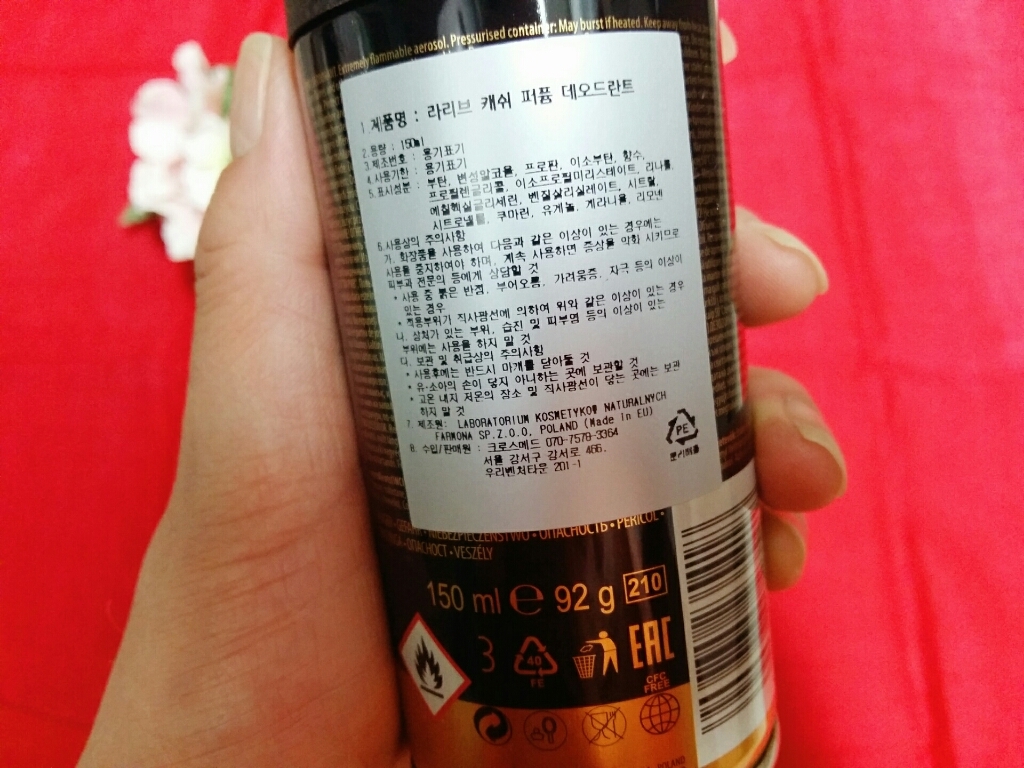 Extremely flammable aerosol. Pressurised container: May burst if heated. Keep away from
1.제품명 : 라리브 캐쉬 퍼퓸 데오드란트
2.용량 : 150ml
3.제조번호 : 용기표기
4.사용기한 : 용기표기
5.표시성분 : 부탄, 변성알코올, 프로판, 이소부탄, 향수,
프로필렌글리콜, 이소프로필미리스테이트, 리나룰,
에칠헥실글리세린, 벤질살리실레이트, 시트랄,
시트로넬롤, 쿠마린, 유게놀, 게라니올, 리모넨
6.사용상의 주의사항
가. 화장품을 사용하여 다음과 같은 이상이 있는 경우에는
사용을 중지하여야 하며, 계속 사용하면 증상을 악화 시키므로
피부과 전문의 등에게 상담할 것
* 사용 중 붉은 반점, 부어오름, 가려움증, 자극 등의 이상이
있는 경우
* 적용부위가 직사광선에 의하여 위와 같은 이상이 있는 경우
나. 상처가 있는 부위, 습진 및 피부염 등의 이상이 있는
부위에는 사용을 하지 말 것
다. 보관 및 취급상의 주의사항
* 사용후에는 반드시 마개를 닫아둘 것
* 유·소아의 손이 닿지 아니하는 곳에 보관할 것
* 고온 내지 저온의 장소 및 직사광선이 닿는 곳에는 보관
하지 말 것
7. 제조원: LABORATORIUM KOSMETYKOW NATURALNYCH
FARMONA SP.Z.O.O, POLAND (Made In EU)
8. 수입/판매원 : 크로스메드 070-7579-3364
서울 강서구 강서로 466,
우리벤처타운 201-1
PE
분리배출
NIEBEZPIECZEŃSTWO • ОПАСНОСТЬ • PERICOL •
ОПАСНОСТ • VESZÉLY
150 ml e 92 g 210
3 40 FE EAC
CFC FREE
POLAND